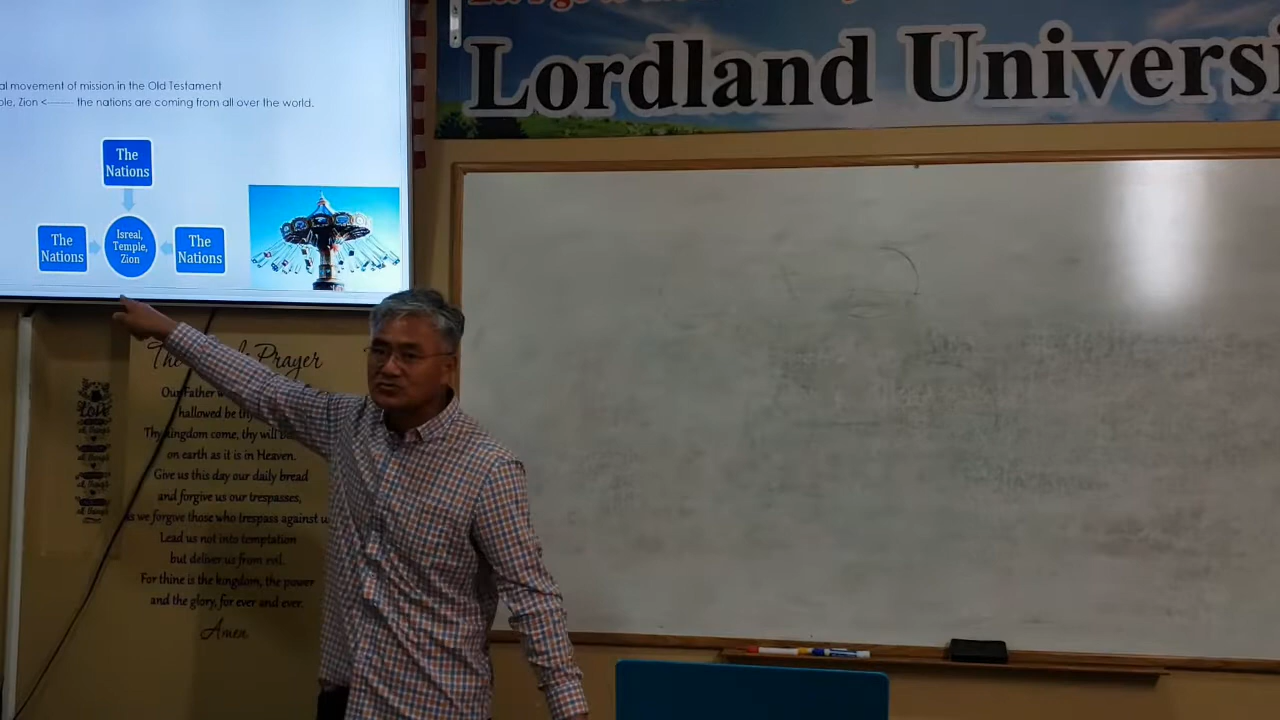 al movement of mission in the Old Testament
ple, Zion <------- the nations are coming from all over the world.
The
Nations
The
Nations
Isreal,
Temple,
Zion
The
Nations
Lordland Universi
The Prayer
Our Father
hallowed be thy
Thy kingdom come, thy will
on earth as it is in Heaven.
Give us this day our daily bread
and forgive us our trespasses,
as we forgive those who trespass against u
Lead us not into temptation
but deliver us from evil.
For thine is the kingdom, the power
and the glory, for ever and ever.
Amen